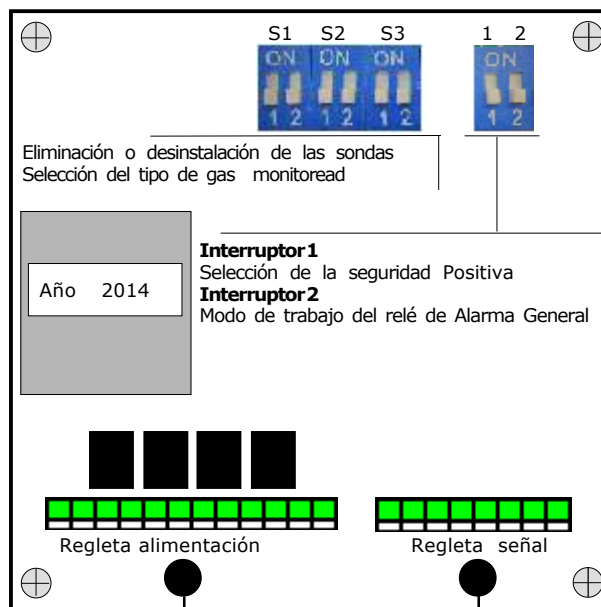 S1 S2 S3 1 2
ON ON ON ON
1 2 1 2 1 2 1 2
Eliminación o desinstalación de las sondas
Selección del tipo de gas monitoread
Interruptor1
Selección de la seguridad Positiva
Interruptor2
Modo de trabajo del relé de Alarma General
Año 2014
Regleta alimentación Regleta señal